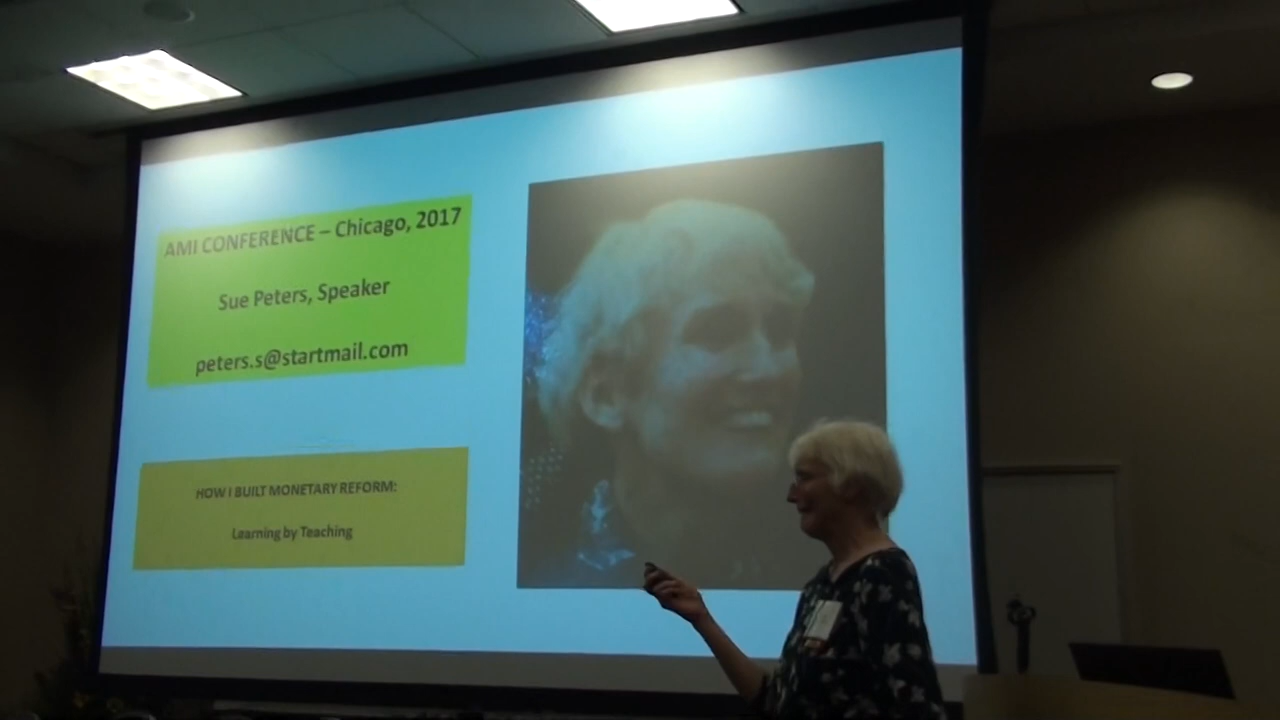 AMI CONFERENCE – Chicago, 2017
Sue Peters, Speaker
peters.s@startmail.com
HOW I BUILT MONETARY REFORM:
Learning by Teaching